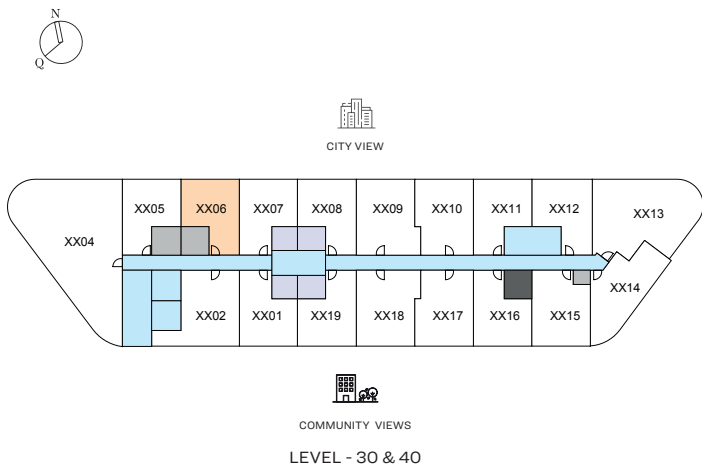 N
Q
CITY VIEW
XX05 XX06 XX07 XX08 XX09 XX10 XX11 XX12 XX13
XX04
XX14
XX02 XX01 XX19 XX18 XX17 XX16 XX15
COMMUNITY VIEWS
LEVEL - 30 & 40